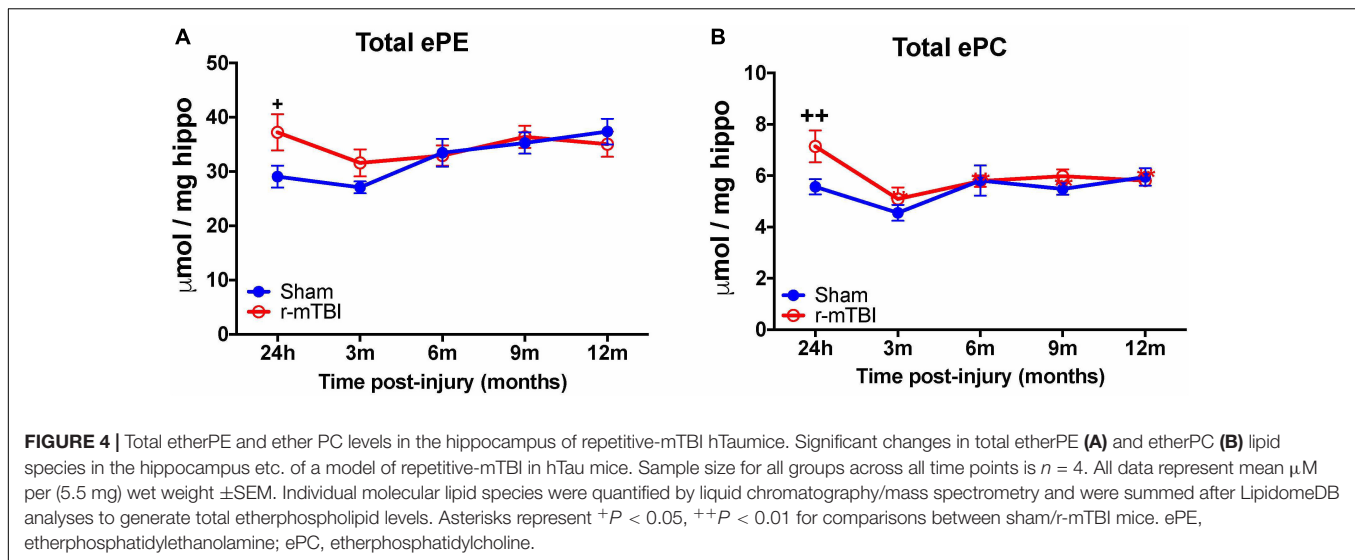 A
Total ePE
µmol / mg hippo
50
40
30
20
10
0
+
Sham
r-mTBI
24h 3m 6m 9m 12m
Time post-injury (months)
B
Total ePC
µmol / mg hippo
10
8
6
4
2
0
++
Sham
r-mTBI
24h 3m 6m 9m 12m
Time post-injury (months)
FIGURE 4 | Total etherPE and ether PC levels in the hippocampus of repetitive-mTBI hTaumice. Significant changes in total etherPE (A) and etherPC (B) lipid
species in the hippocampus etc. of a model of repetitive-mTBI in hTau mice. Sample size for all groups across all time points is n = 4. All data represent mean µM
per (5.5 mg) wet weight ±SEM. Individual molecular lipid species were quantified by liquid chromatography/mass spectrometry and were summed after LipidomeDB
analyses to generate total etherphospholipid levels. Asterisks represent +P < 0.05, ++P < 0.01 for comparisons between sham/r-mTBI mice. ePE,
etherphosphatidylethanolamine; ePC, etherphosphatidylcholine.